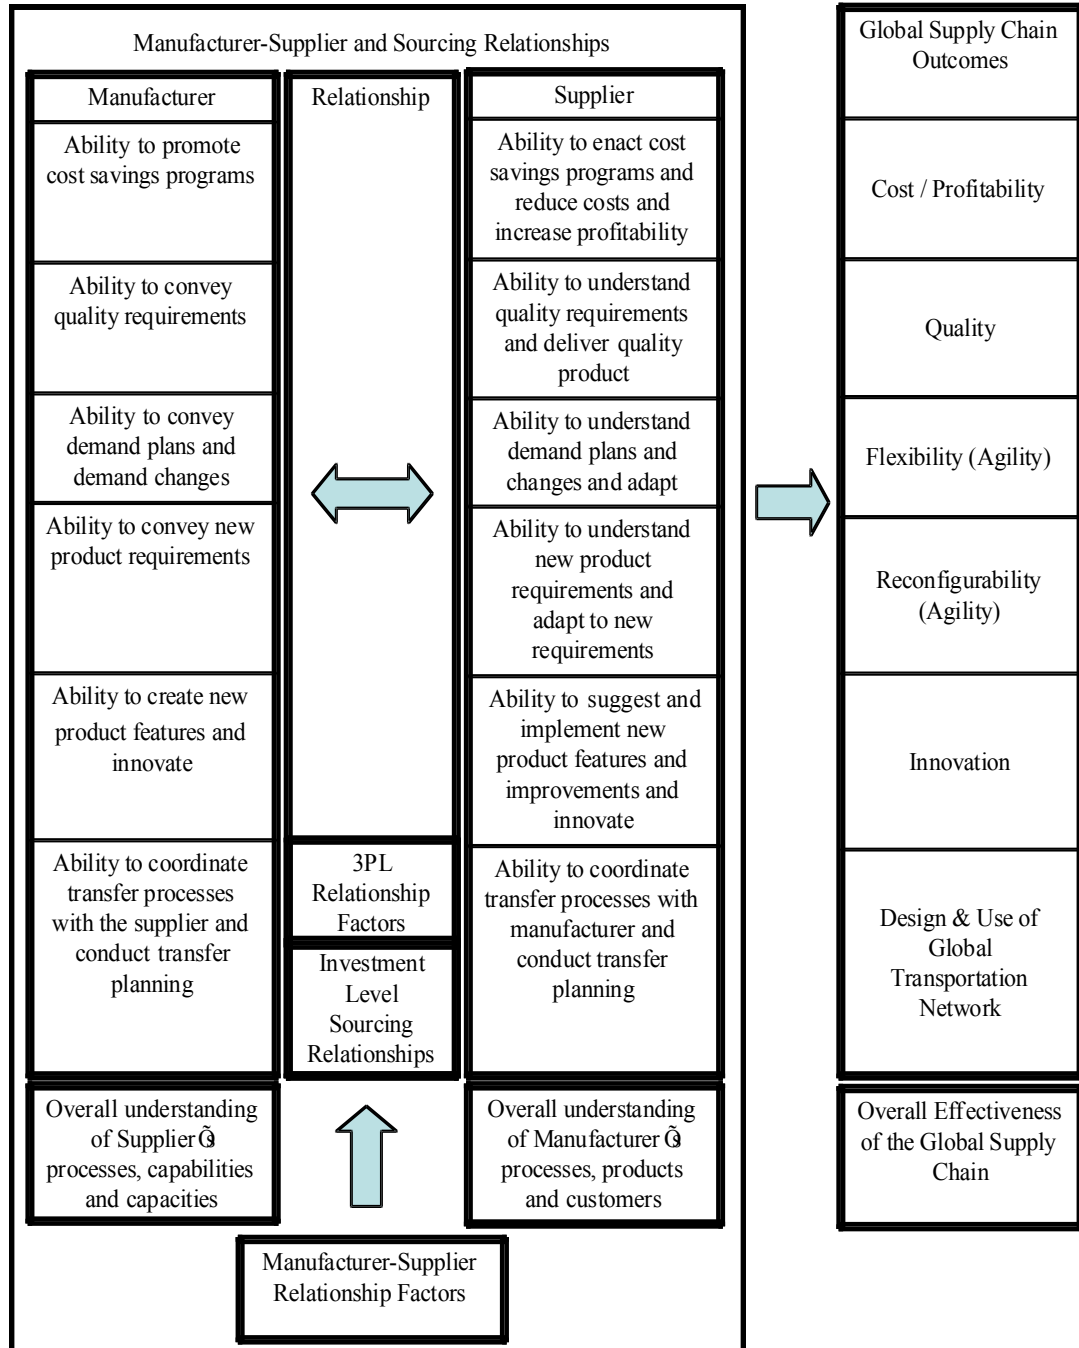 Manufacturer-Supplier and Sourcing Relationships
Manufacturer
Ability to promote
cost savings programs
Ability to convey
quality requirements
Ability to convey
demand plans and
demand changes
Ability to convey new
product requirements
Ability to create new
product features and
innovate
Ability to coordinate
transfer processes
with the supplier and
conduct transfer
planning
Overall understanding
of Supplier Õs
processes, capabilities
and capacities
Relationship
3PL
Relationship
Factors
Investment
Level
Sourcing
Relationships
Supplier
Ability to enact cost
savings programs and
reduce costs and
increase profitability
Ability to understand
quality requirements
and deliver quality
product
Ability to understand
demand plans and
changes and adapt
Ability to understand
new product
requirements and
adapt to new
requirements
Ability to suggest and
implement new
product features and
improvements and
innovate
Ability to coordinate
transfer processes with
manufacturer and
conduct transfer
planning
Overall understanding
of Manufacturer Õs
processes, products
and customers
Manufacturer-Supplier
Relationship Factors
Global Supply Chain
Outcomes
Cost / Profitability
Quality
Flexibility (Agility)
Reconfigurability
(Agility)
Innovation
Design & Use of
Global
Transportation
Network
Overall Effectiveness
of the Global Supply
Chain